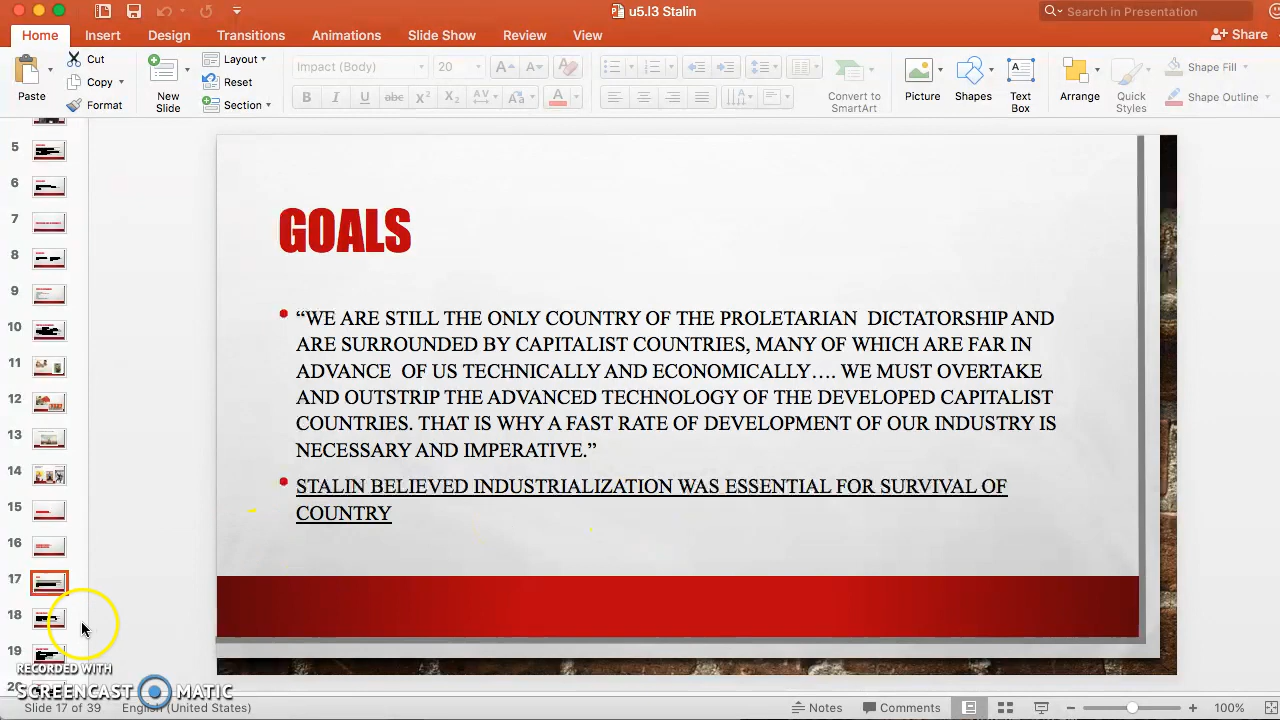 u5.l3 Stalin
Search in Presentation
Home Insert Design Transitions Animations Slide Show Review View
Share
Paste
Cut
Copy
Format
New
Slide
Layout
Reset
Section
Impact (Body) 20
B I U abc X² X₂ AV Aa A
Convert to
SmartArt
Picture
Shapes
Text
Box
Arrange
Quick
Styles
Shape Fill
Shape Outline
5
6
7
8
9
10
11
12
13
14
15
16
17
18
19
20
GOALS
“WE ARE STILL THE ONLY COUNTRY OF THE PROLETARIAN DICTATORSHIP AND
ARE SURROUNDED BY CAPITALIST COUNTRIES, MANY OF WHICH ARE FAR IN
ADVANCE OF US TECHNICALLY AND ECONOMICALLY…. WE MUST OVERTAKE
AND OUTSTRIP THE ADVANCED TECHNOLOGY OF THE DEVELOPED CAPITALIST
COUNTRIES. THAT IS WHY A FAST RATE OF DEVELOPMENT OF OUR INDUSTRY IS
NECESSARY AND IMPERATIVE.”
STALIN BELIEVED INDUSTRIALIZATION WAS ESSENTIAL FOR SURVIVAL OF
COUNTRY
RECORDED WITH
SCREENCAST MATIC
Slide 17 of 39 English (United States) Notes Comments 100%